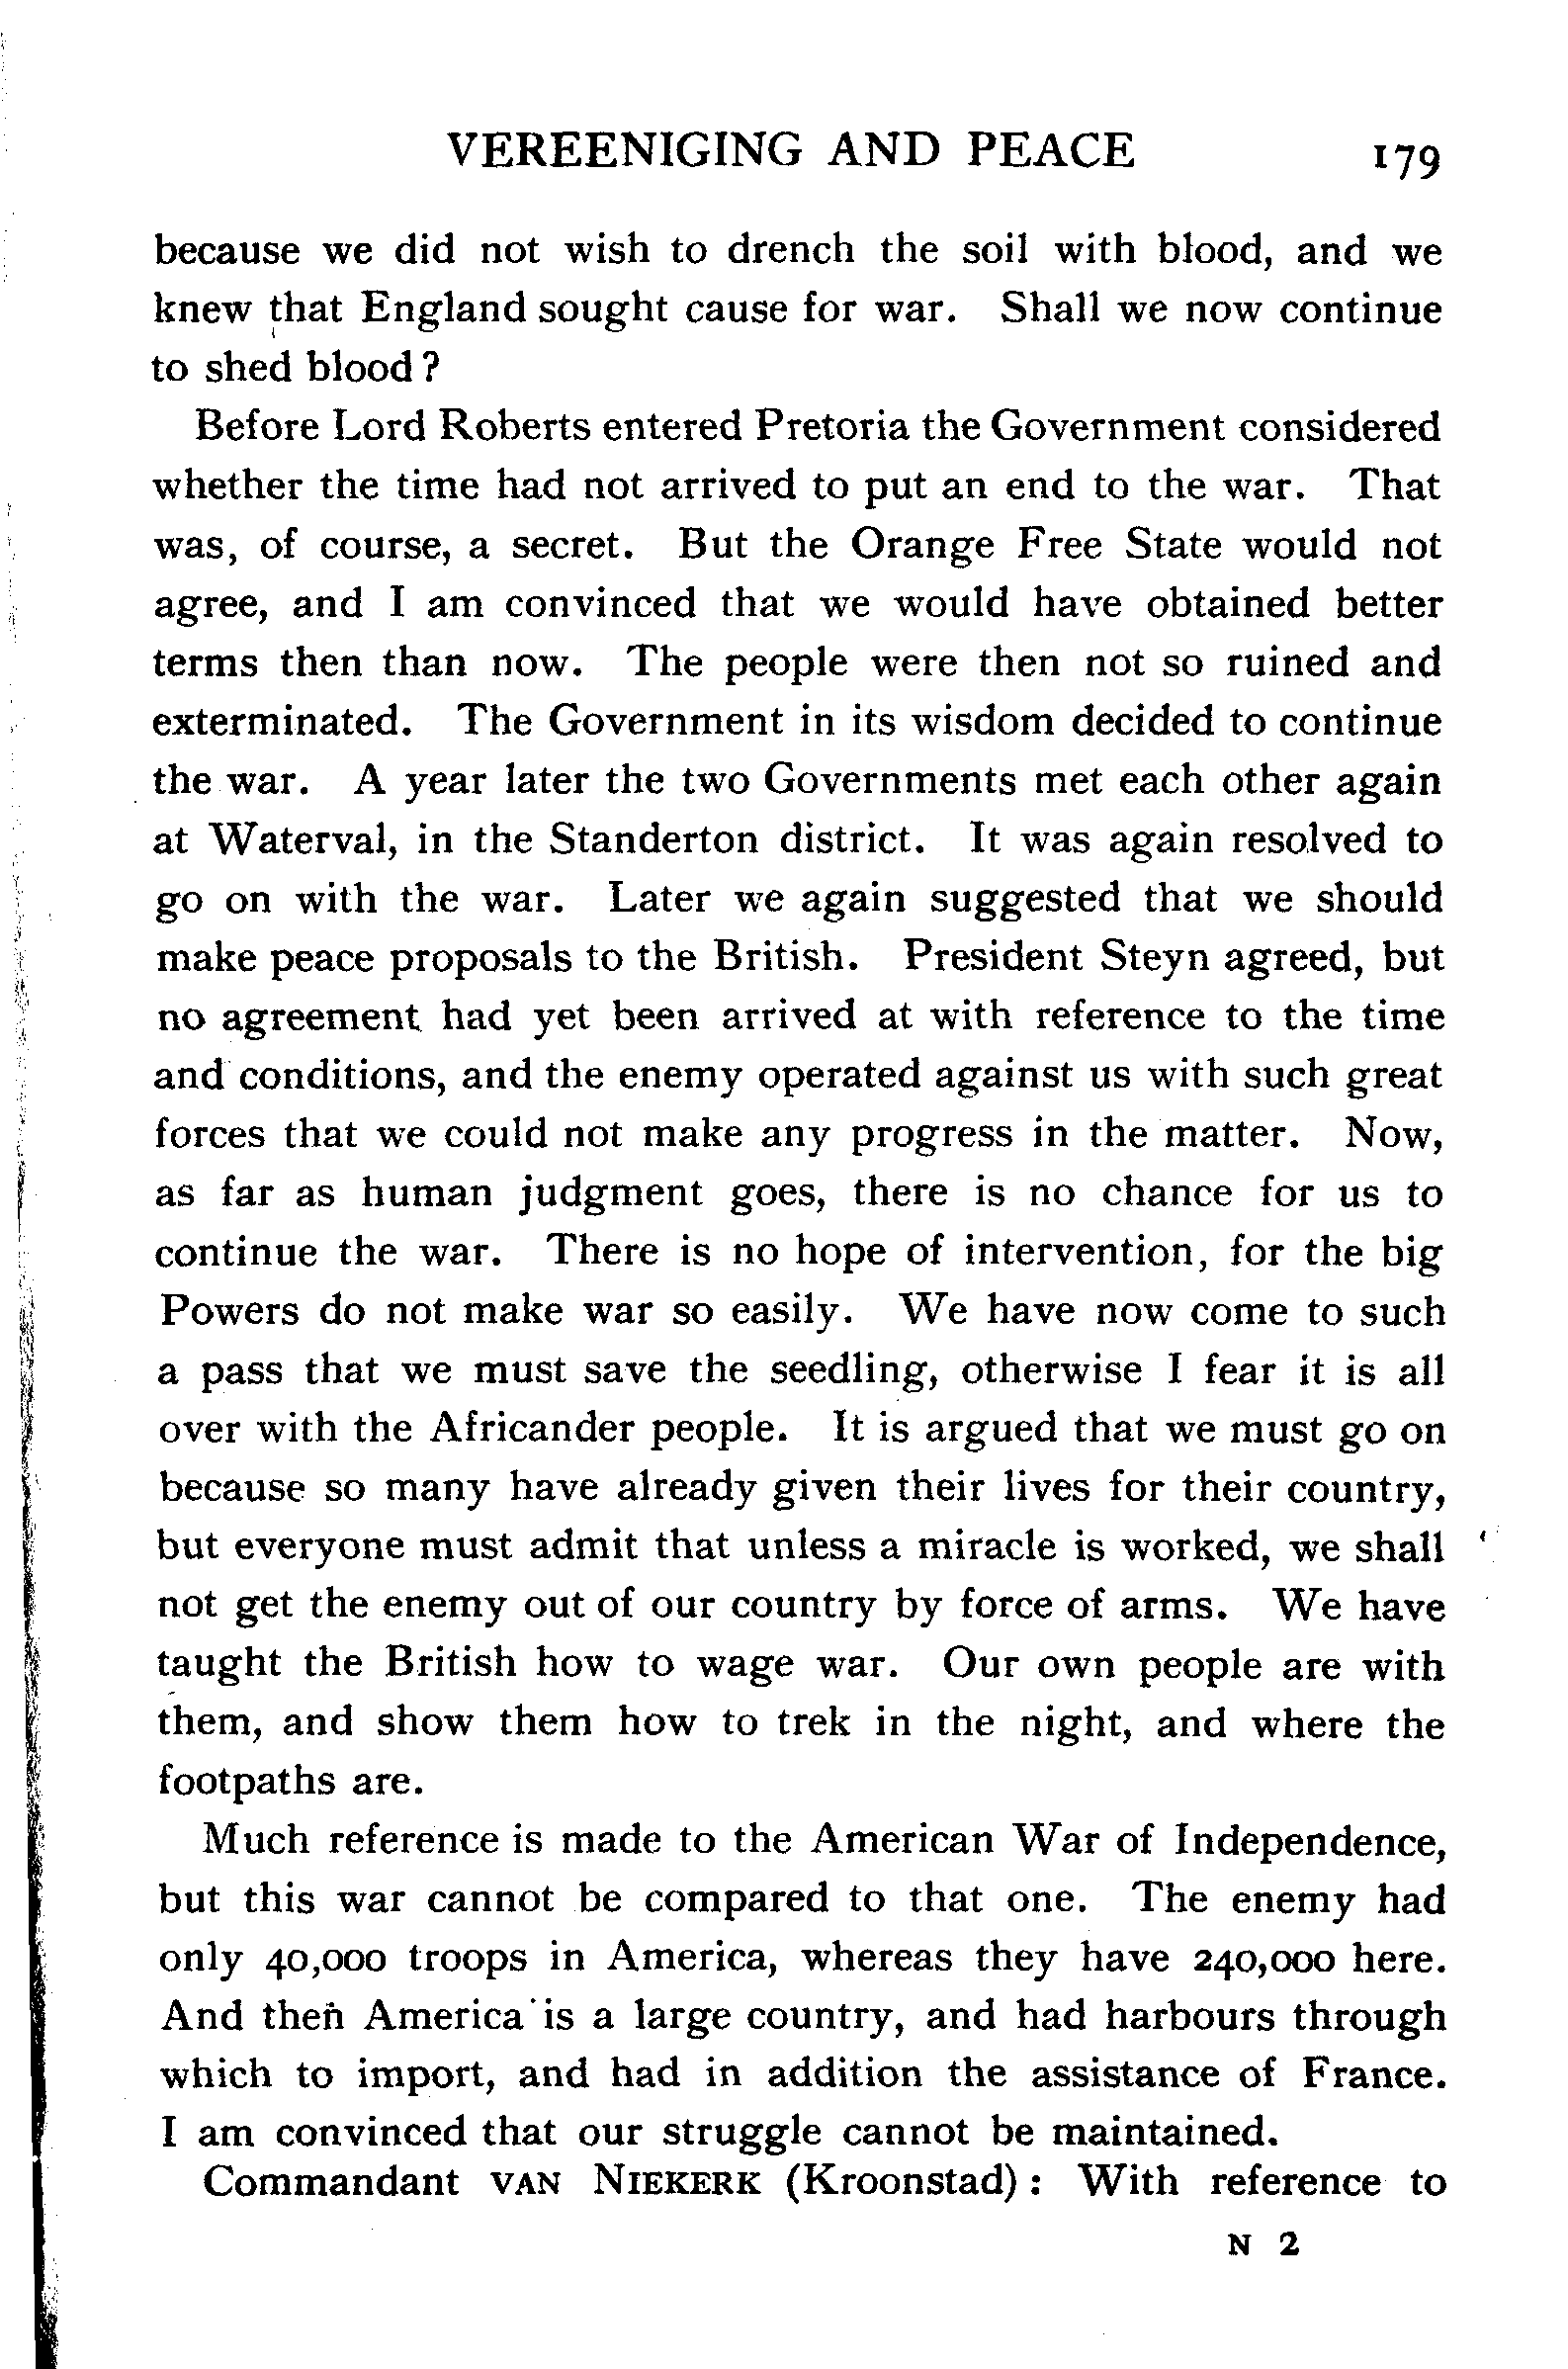 VEREENIGING AND PEACE 179
because we did not wish to drench the soil with blood, and we
knew that England sought cause for war. Shall we now continue
to shed blood?
Before Lord Roberts entered Pretoria the Government considered
whether the time had not arrived to put an end to the war. That
was, of course, a secret. But the Orange Free State would not
agree, and I am convinced that we would have obtained better
terms then than now. The people were then not so ruined and
exterminated. The Government in its wisdom decided to continue
the war. A year later the two Governments met each other again
at Waterval, in the Standerton district. It was again resolved to
go on with the war. Later we again suggested that we should
make peace proposals to the British. President Steyn agreed, but
no agreement had yet been arrived at with reference to the time
and conditions, and the enemy operated against us with such great
forces that we could not make any progress in the matter. Now,
as far as human judgment goes, there is no chance for us to
continue the war. There is no hope of intervention, for the big
Powers do not make war so easily. We have now come to such
a pass that we must save the seedling, otherwise I fear it is all
over with the Africander people. It is argued that we must go on
because so many have already given their lives for their country,
but everyone must admit that unless a miracle is worked, we shall
not get the enemy out of our country by force of arms. We have
taught the British how to wage war. Our own people are with
them, and show them how to trek in the night, and where the
footpaths are.
Much reference is made to the American War of Independence,
but this war cannot be compared to that one. The enemy had
only 40,000 troops in America, whereas they have 240,000 here.
And then America is a large country, and had harbours through
which to import, and had in addition the assistance of France.
I am convinced that our struggle cannot be maintained.
Commandant VAN NIEKERK (Kroonstad): With reference to
N 2